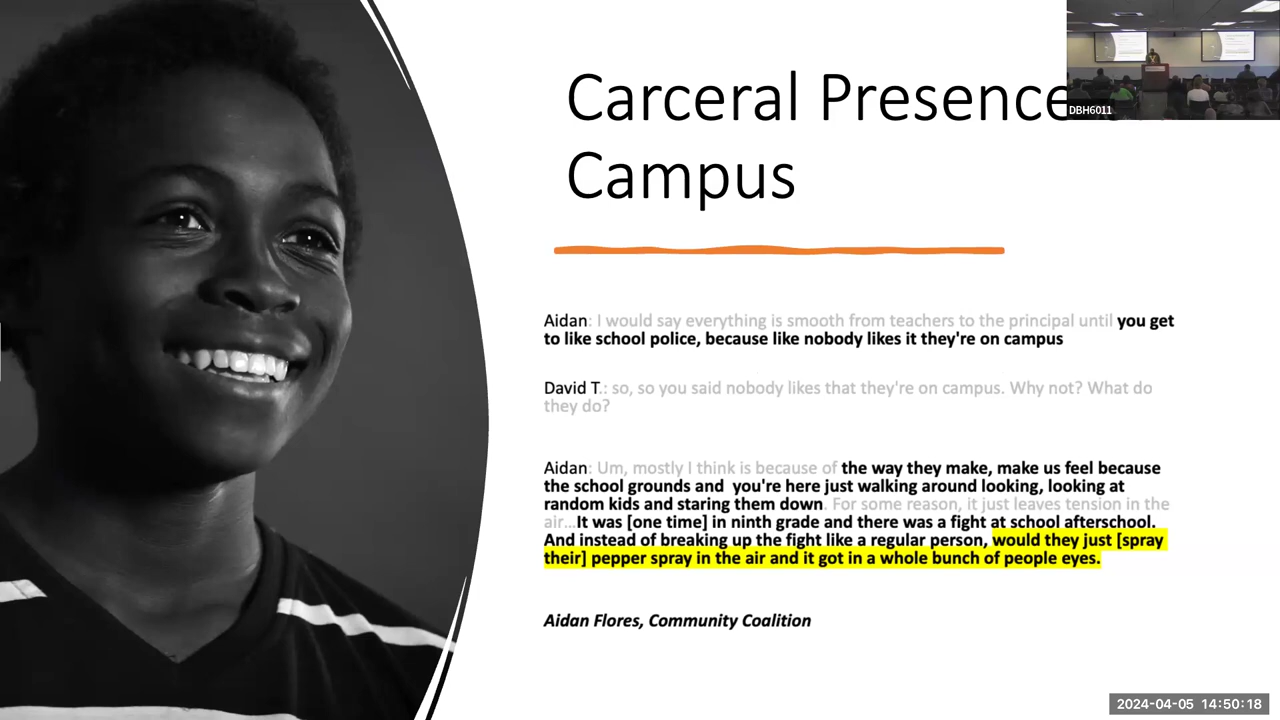 Carceral Presence
Campus
DBH6011
Aidan: I would say everything is smooth from teachers to the principal until you get
to like school police, because like nobody likes it they're on campus
David T.: so, so you said nobody likes that they're on campus. Why not? What do
they do?
Aidan: Um, mostly I think is because of the way they make, make us feel because
the school grounds and you're here just walking around looking, looking at
random kids and staring them down. For some reason, it just leaves tension in the
air...It was [one time] in ninth grade and there was a fight at school afterschool.
And instead of breaking up the fight like a regular person, would they just [spray
their] pepper spray in the air and it got in a whole bunch of people eyes.
Aidan Flores, Community Coalition
2024-04-05 14:50:18